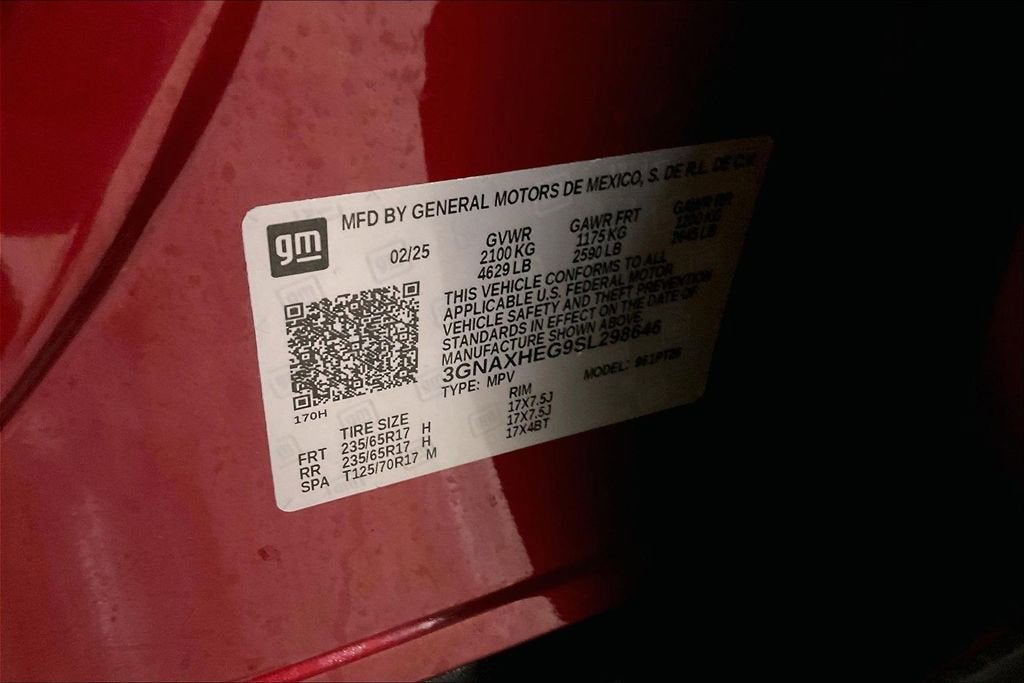 gm
MFD BY GENERAL MOTORS DE MEXICO, S. DE R.L. DE C.V.
02/25
GVWR GAWR FRT GAWR RR
2100 KG 1175 KG
4629 LB 2590 LB
THIS VEHICLE CONFORMS TO ALL
APPLICABLE U.S. FEDERAL MOTOR
VEHICLE SAFETY AND THEFT PREVENTION
STANDARDS IN EFFECT ON THE DATE OF
MANUFACTURE SHOWN ABOVE.
3GNAXHEG9SL298646
TYPE: MPV MODEL:
170H
TIRE SIZE RIM
FRT 235/65R17 H 17X7.5J
RR 235/65R17 H 17X7.5J
SPA T125/70R17 M 17X4BT